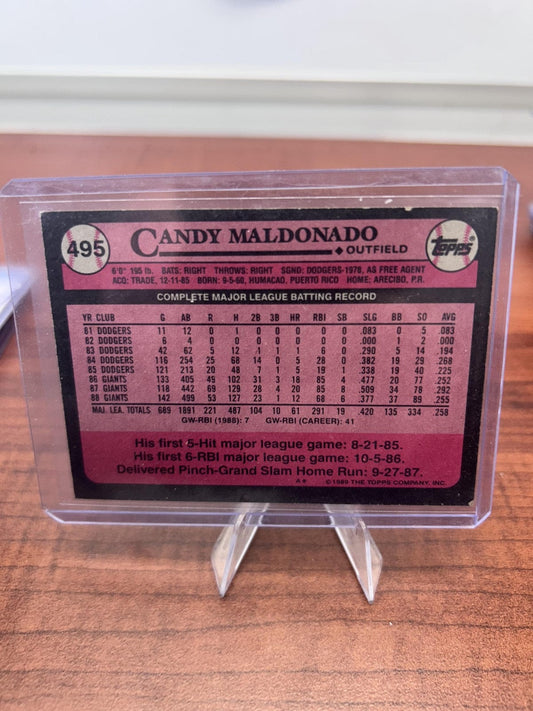 495
CANDY MALDONADO
◆OUTFIELD
TOPPS
6'0" 195 lb. BATS: RIGHT THROWS: RIGHT SGND: DODGERS-1978, AS FREE AGENT
ACQ: TRADE, 12-11-85 BORN: 9-5-60, HUMACAO, PUERTO RICO HOME: ARECIBO, P.R.
COMPLETE MAJOR LEAGUE BATTING RECORD
YR CLUB G AB R H 2B 3B HR RBI SB SLG BB SO AVG
81 DODGERS 11 12 0 1 0 0 0 0 0 .083 0 5 .083
82 DODGERS 6 4 0 0 0 0 0 0 0 .000 1 2 .000
83 DODGERS 42 62 5 12 1 1 1 6 0 .290 5 14 .194
84 DODGERS 116 254 25 68 14 0 5 28 0 .382 19 29 .268
85 DODGERS 121 213 20 48 7 1 5 19 1 .338 19 40 .225
86 GIANTS 133 405 49 102 31 3 18 85 4 .477 20 77 .252
87 GIANTS 118 442 69 129 28 4 20 85 8 .509 34 78 .292
88 GIANTS 142 499 53 127 23 1 12 68 6 .377 37 89 .255
MAJ. LEA. TOTALS 689 1891 221 487 104 10 61 291 19 .420 135 334 .258
GW-RBI (1988): 7 GW-RBI (CAREER): 41
His first 5-Hit major league game: 8-21-85.
His first 6-RBI major league game: 10-5-86.
Delivered Pinch-Grand Slam Home Run: 9-27-87.
A* © 1989 THE TOPPS COMPANY, INC.